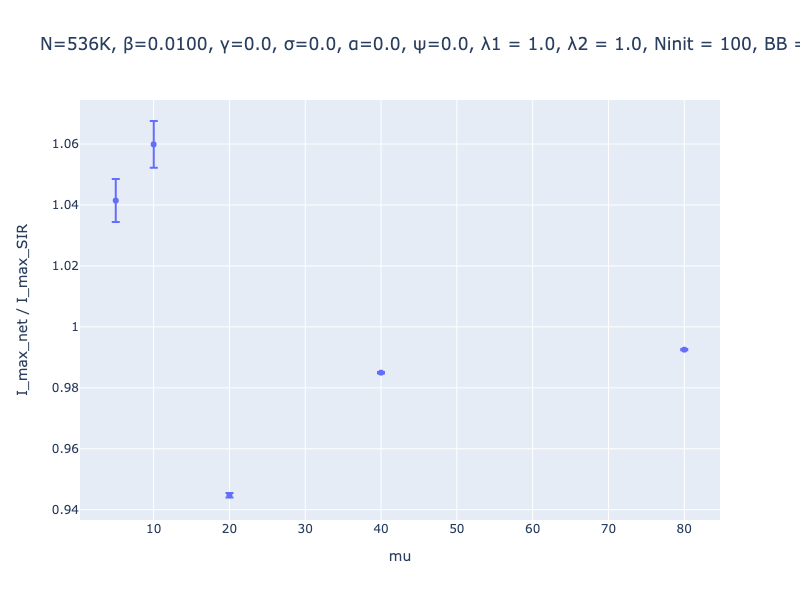 N=536K, β=0.0100, γ=0.0, σ=0.0, α=0.0, ψ=0.0, λ1 = 1.0, λ2 = 1.0, Ninit = 100, BB =
1.06
1.04
1.02
1
0.98
0.96
0.94
I_max_net / I_max_SIR
10 20 30 40 50 60 70 80
mu